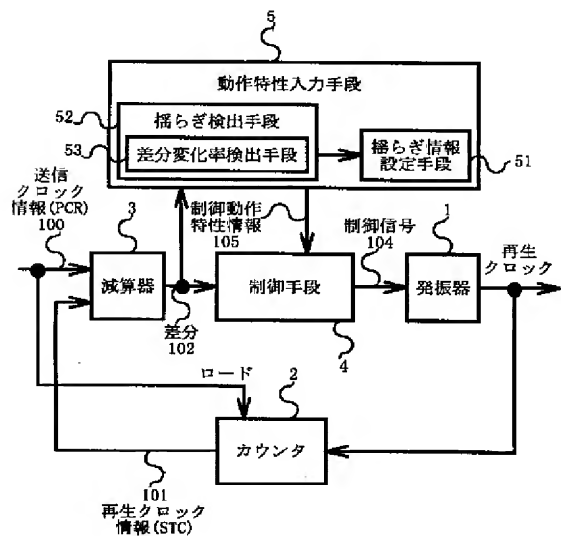 5
動作特性入力手段
52
揺らぎ検出手段
53
差分変化率検出手段
揺らぎ情報
設定手段
51
送信
クロック
情報(PCR)
100
3
減算器
差分
102
制御動作
特性情報
105
制御手段
4
制御信号
104
1
発振器
再生
クロック
ロード
2
カウンタ
101
再生クロック
情報(STC)